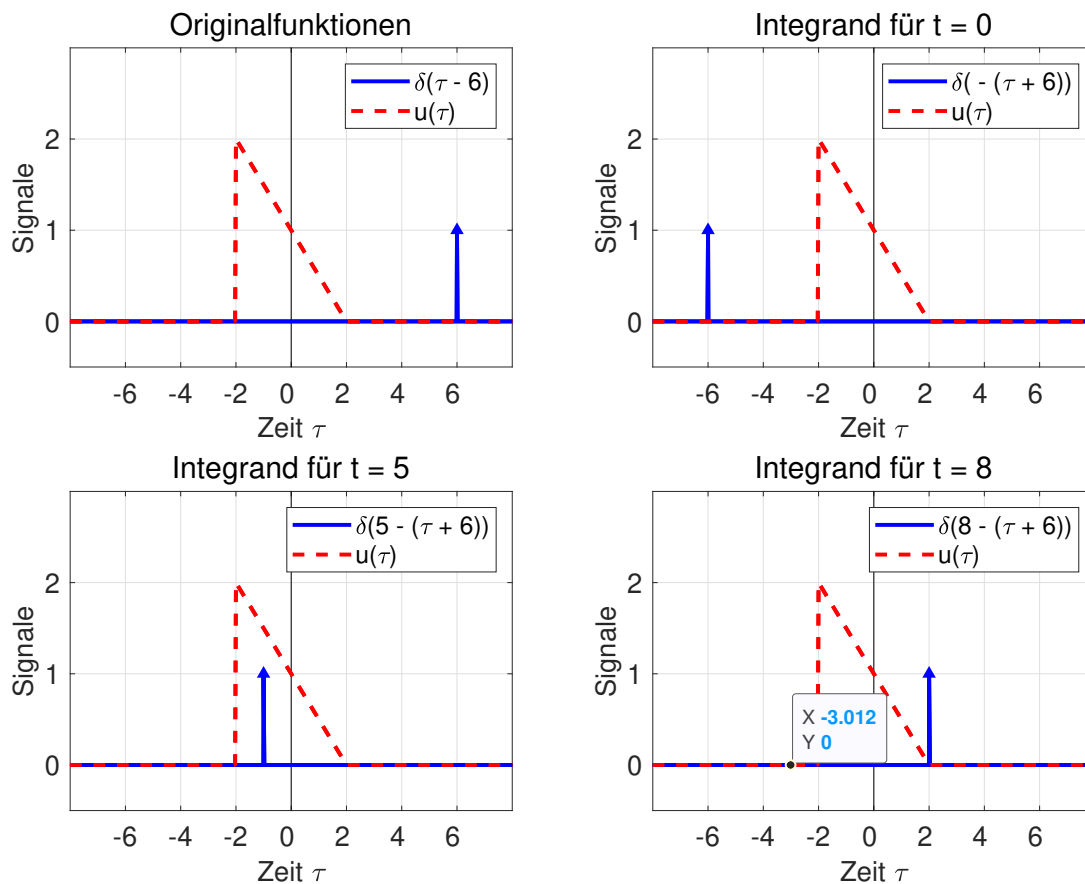 Originalfunktionen
δ(τ - 6)
u(τ)
Signale
2
1
0
-6 -4 -2 0 2 4 6
Zeit τ
Integrand für t = 0
δ( - (τ + 6))
u(τ)
Signale
2
1
0
-6 -4 -2 0 2 4 6
Zeit τ
Integrand für t = 5
δ(5 - (τ + 6))
u(τ)
Signale
2
1
0
-6 -4 -2 0 2 4 6
Zeit τ
Integrand für t = 8
δ(8 - (τ + 6))
u(τ)
Signale
2
1
0
X -3.012
Y 0
-6 -4 -2 0 2 4 6
Zeit τ